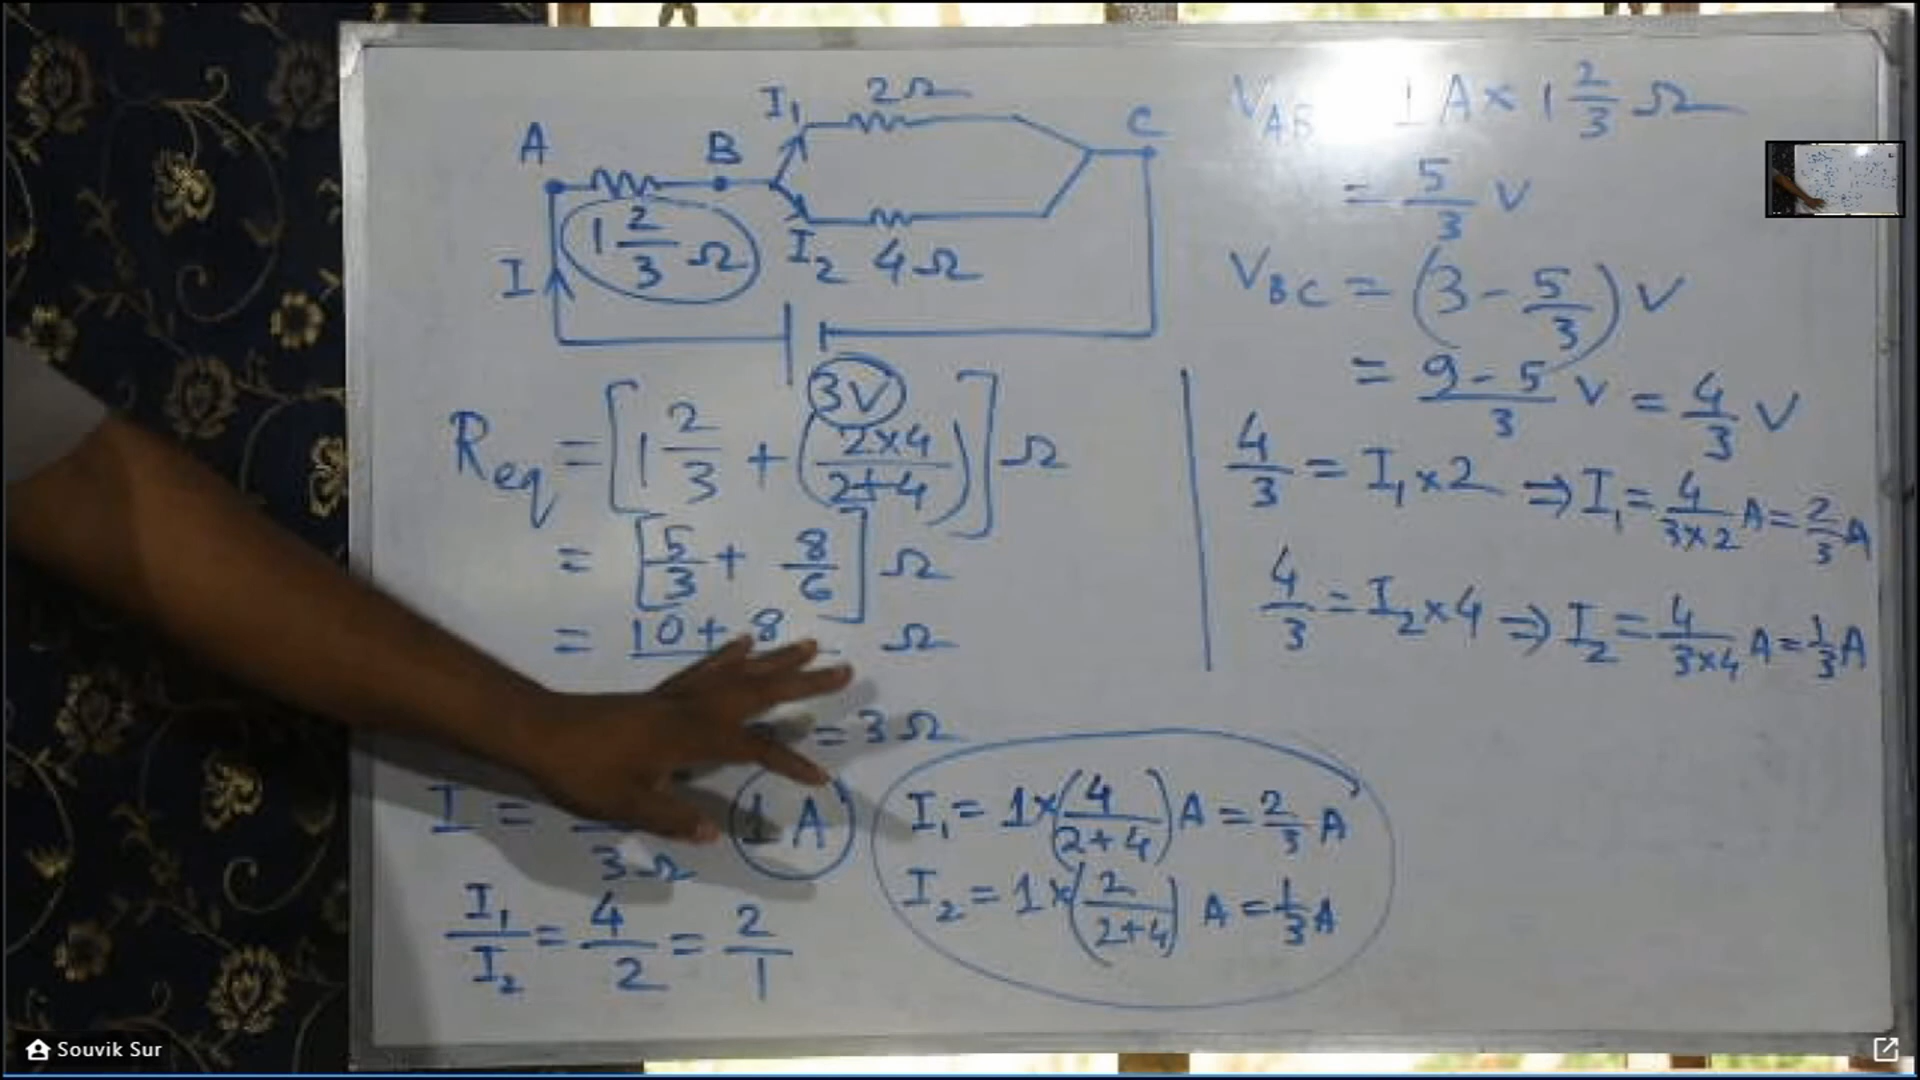 A B I₁ 2Ω C
1 2/3 Ω I₂ 4Ω
I
3V
Req = [1 2/3 + (2×4/2+4)] Ω
= [5/3 + 8/6] Ω
= 10+8 Ω
= 3Ω
I = 3Ω 1A
I₁/I₂ = 4/2 = 2/1
I₁ = 1×(4/2+4) A = 2/3 A
I₂ = 1×(2/2+4) A = 1/3 A
V_AB 1A × 1 2/3 Ω
= 5/3 V
V_BC = (3 - 5/3) V
= 9-5/3 V = 4/3 V
4/3 = I₁×2 ⇒ I₁ = 4/3×2 A = 2/3 A
4/3 = I₂×4 ⇒ I₂ = 4/3×4 A = 1/3 A
Souvik Sur